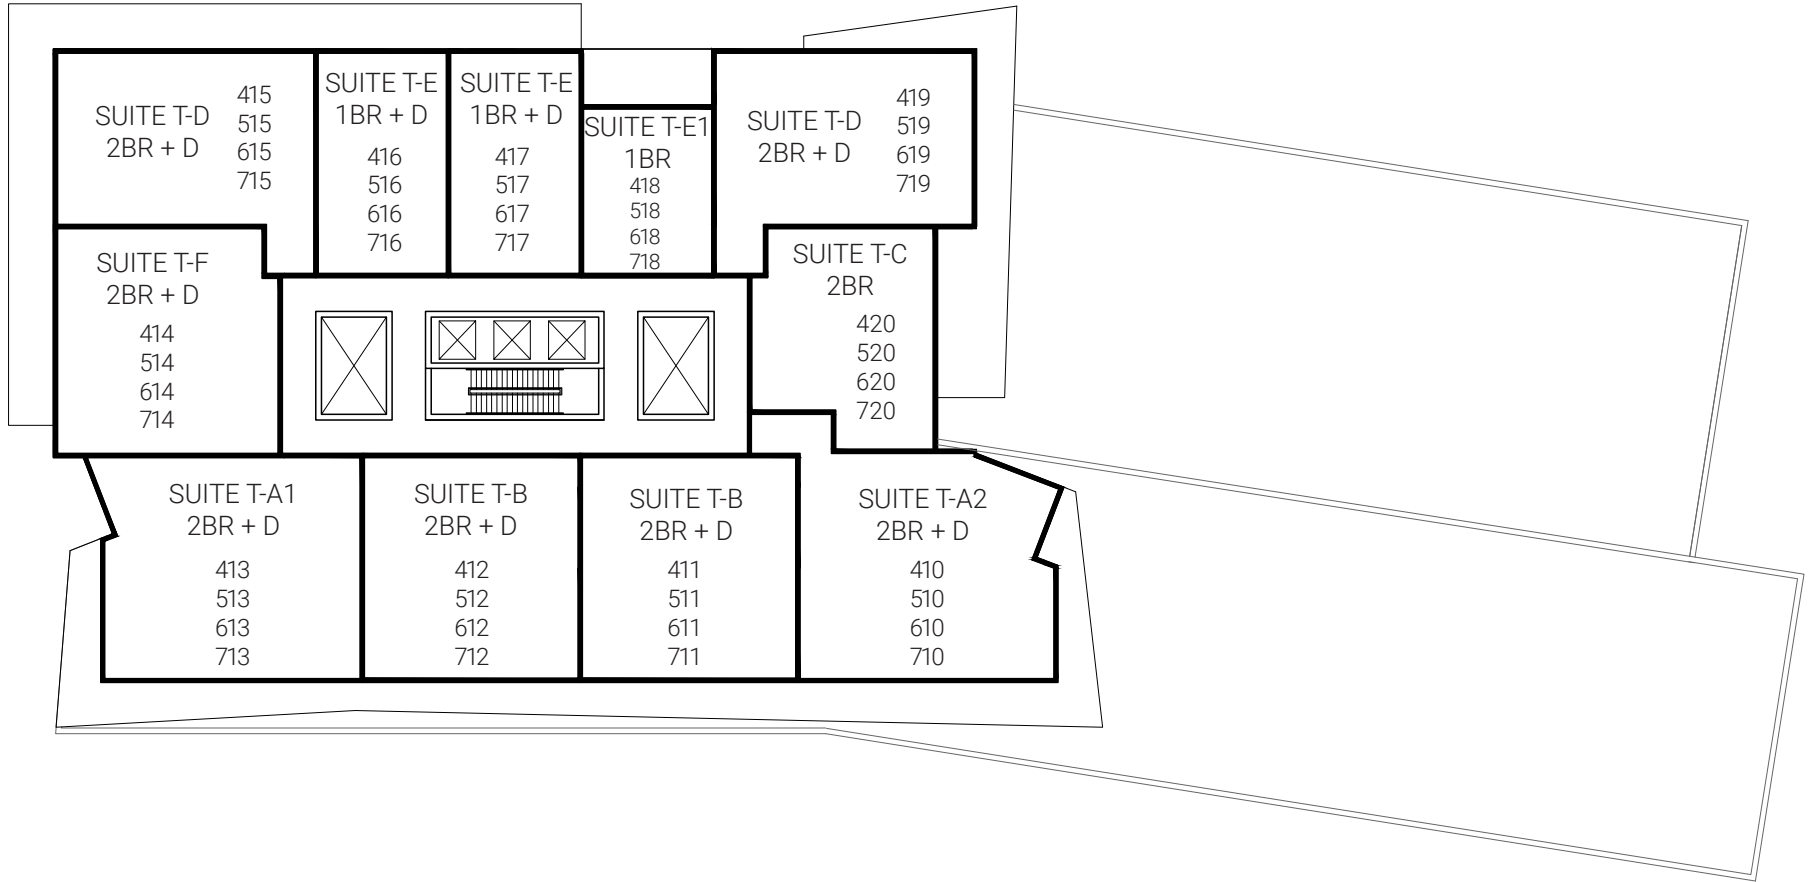 SUITE T-D
2BR + D
415
515
615
715
SUITE T-E
1BR + D
416
516
616
716
SUITE T-E
1BR + D
417
517
617
717
SUITE T-E1
1BR
418
518
618
718
SUITE T-D
2BR + D
419
519
619
719
SUITE T-F
2BR + D
414
514
614
714
SUITE T-C
2BR
420
520
620
720
SUITE T-A1
2BR + D
413
513
613
713
SUITE T-B
2BR + D
412
512
612
712
SUITE T-B
2BR + D
411
511
611
711
SUITE T-A2
2BR + D
410
510
610
710